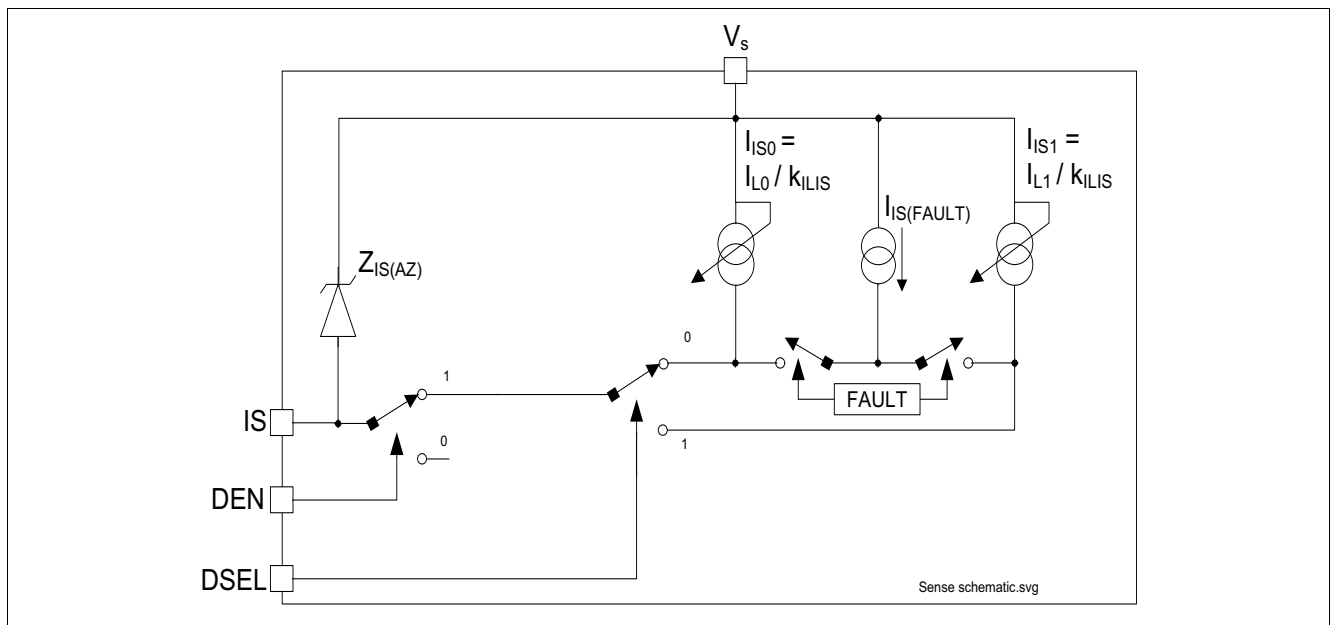 Vs
IIS0 =
IL0 / kILIS
IIS(FAULT)
IIS1 =
IL1 / kILIS
ZIS(AZ)
0
1
FAULT
IS
0
1
DEN
DSEL
Sense schematic.svg